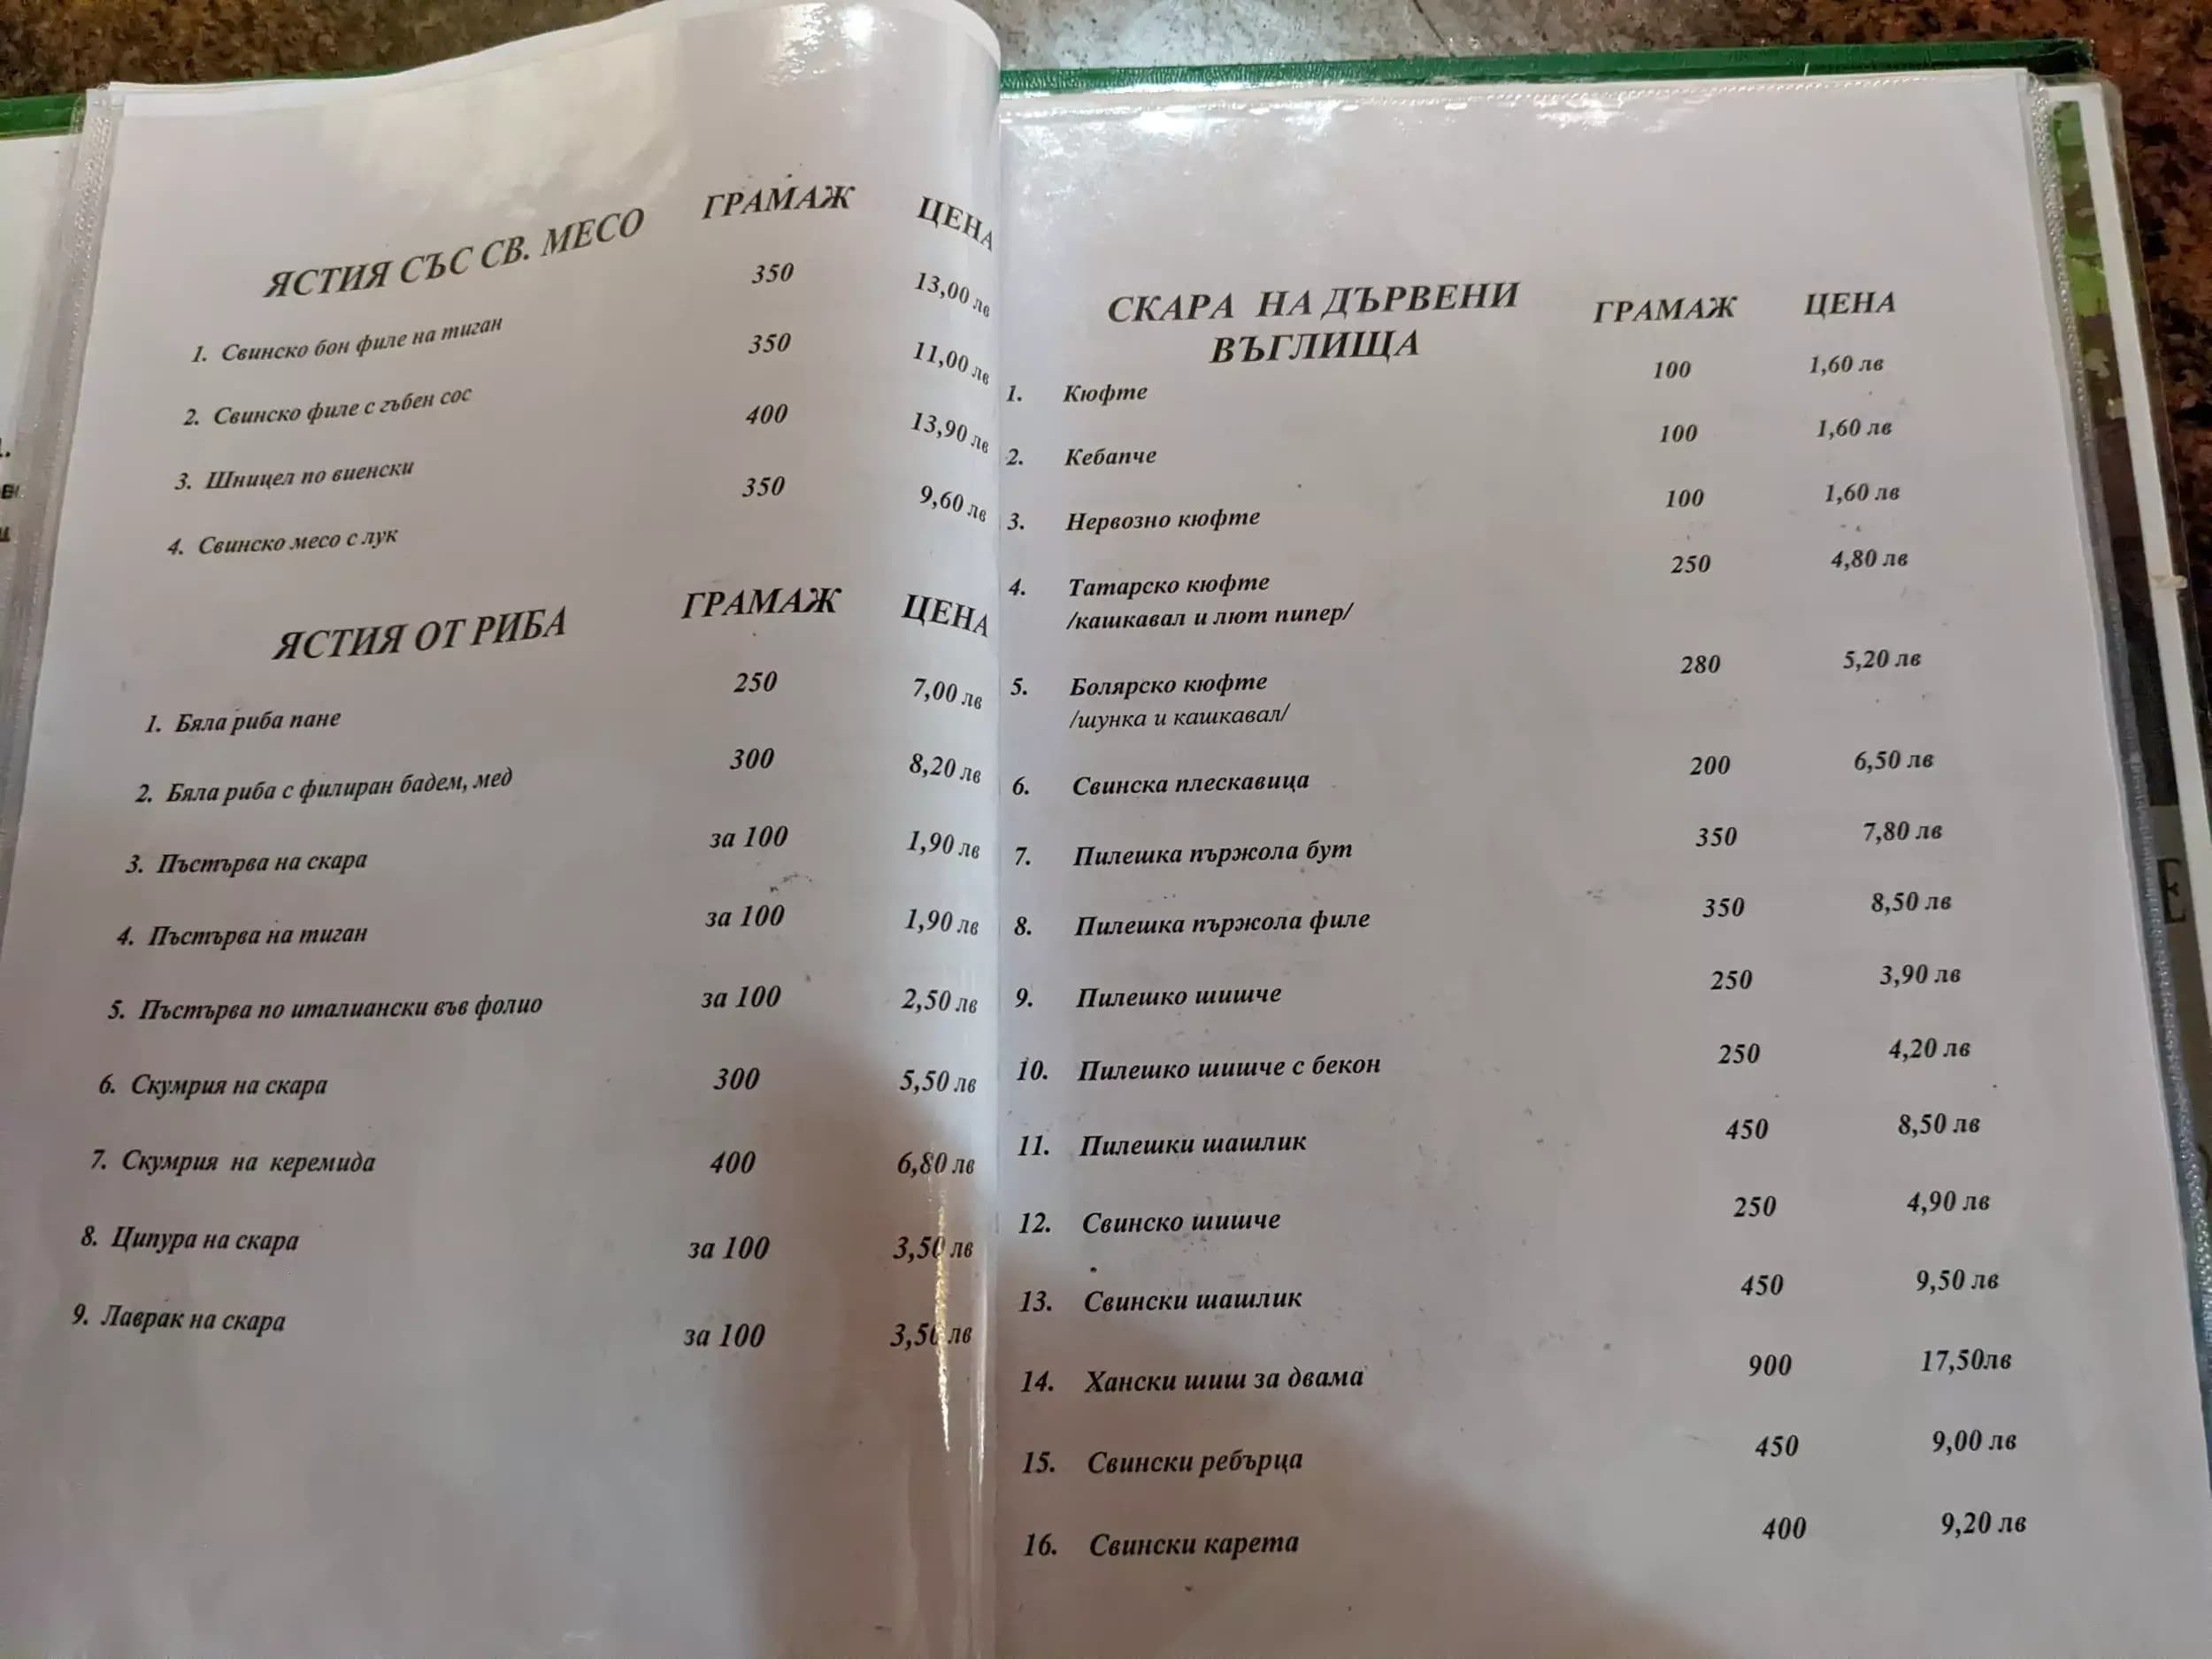 ЯСТИЯ СЪС СВ. МЕСО ГРАМАЖ ЦЕНА
1. Свинско бон филе на тиган 350 13,00 лв
2. Свинско филе с гъбен сос 350 11,00 лв
3. Шницел по виенски 400 13,90 лв
4. Свинско месо с лук 350 9,60 лв
ЯСТИЯ ОТ РИБА ГРАМАЖ ЦЕНА
1. Бяла риба пане 250 7,00 лв
2. Бяла риба с филиран бадем, мед 300 8,20 лв
3. Пъстърва на скара за 100 1,90 лв
4. Пъстърва на тиган за 100 1,90 лв
5. Пъстърва по италиански във фолио за 100 2,50 лв
6. Скумрия на скара 300 5,50 лв
7. Скумрия на керемида 400 6,80 лв
8. Ципура на скара за 100 3,50 лв
9. Лаврак на скара за 100 3,50 лв
СКАРА НА ДЪРВЕНИ ГРАМАЖ ЦЕНА
ВЪГЛИЩА
1. Кюфте 100 1,60 лв
2. Кебапче 100 1,60 лв
3. Нервозно кюфте 100 1,60 лв
4. Татарско кюфте 250 4,80 лв
/кашкавал и лют пипер/
5. Болярско кюфте 280 5,20 лв
/шунка и кашкавал/
6. Свинска плескавица 200 6,50 лв
7. Пилешка пържола бут 350 7,80 лв
8. Пилешка пържола филе 350 8,50 лв
9. Пилешко шишче 250 3,90 лв
10. Пилешко шишче с бекон 250 4,20 лв
11. Пилешки шашлик 450 8,50 лв
12. Свинско шишче 250 4,90 лв
13. Свински шашлик 450 9,50 лв
14. Хански шиш за двама 900 17,50лв
15. Свински ребърца 450 9,00 лв
16. Свински карета 400 9,20 лв